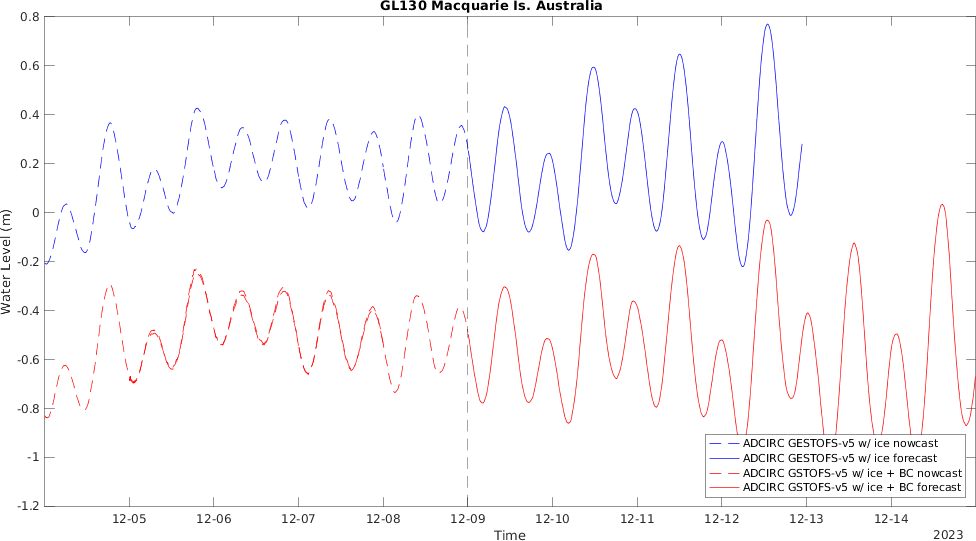 GL130 Macquarie Is. Australia
0.8
0.6
0.4
0.2
0
-0.2
-0.4
-0.6
-0.8
-1
-1.2
Water Level (m)
ADCIRC GESTOFS-v5 w/ ice nowcast
ADCIRC GESTOFS-v5 w/ ice forecast
ADCIRC GSTOFS-v5 w/ ice + BC nowcast
ADCIRC GSTOFS-v5 w/ ice + BC forecast
12-05 12-06 12-07 12-08 12-09 12-10 12-11 12-12 12-13 12-14
Time
2023